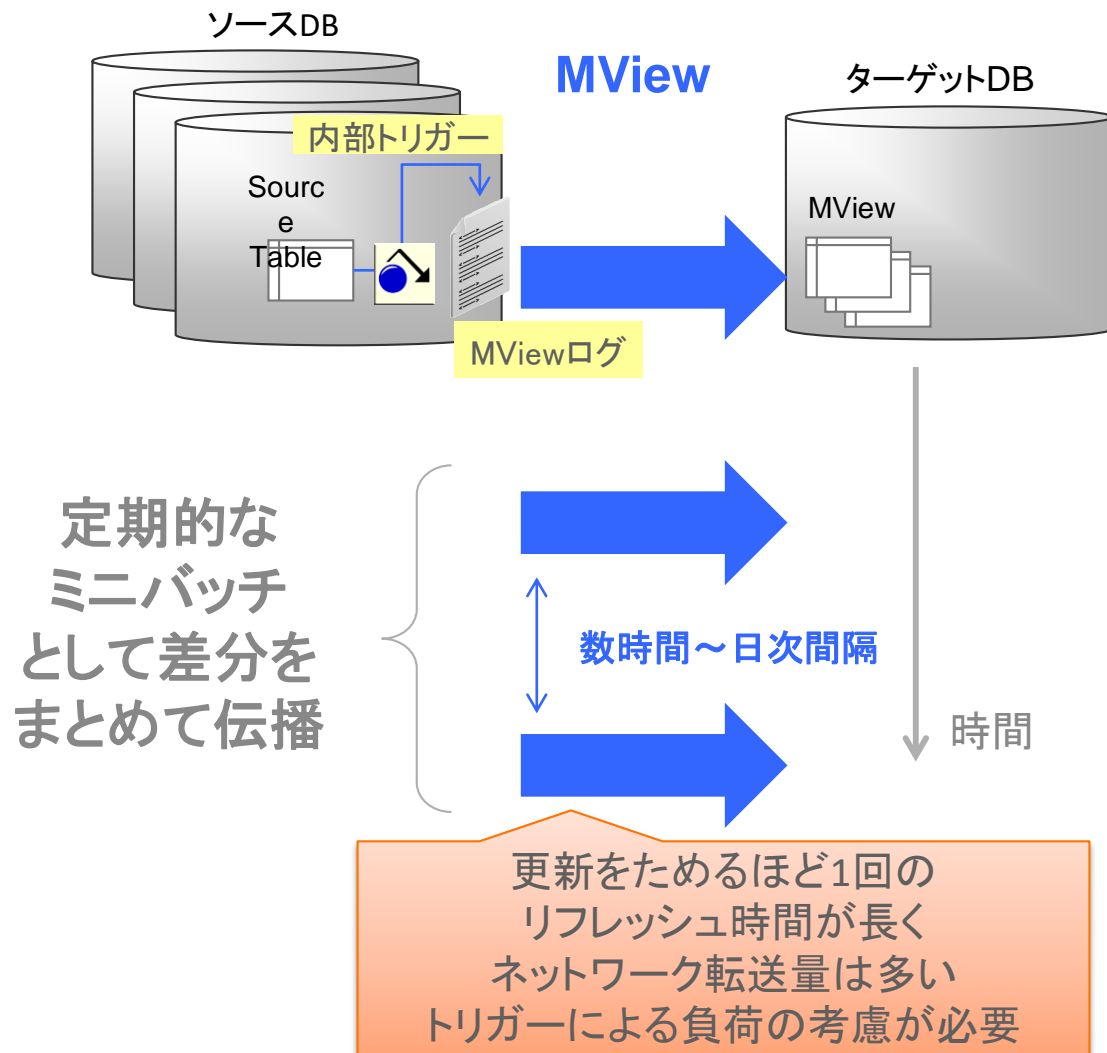 ソースDB
MView
ターゲットDB
内部トリガー
Sourc
e
Table
MView
MViewログ
定期的な
ミニバッチ
として差分を
まとめて伝播
数時間～日次間隔
時間
更新をためるほど1回の
リフレッシュ時間が長く
ネットワーク転送量は多い
トリガーによる負荷の考慮が必要